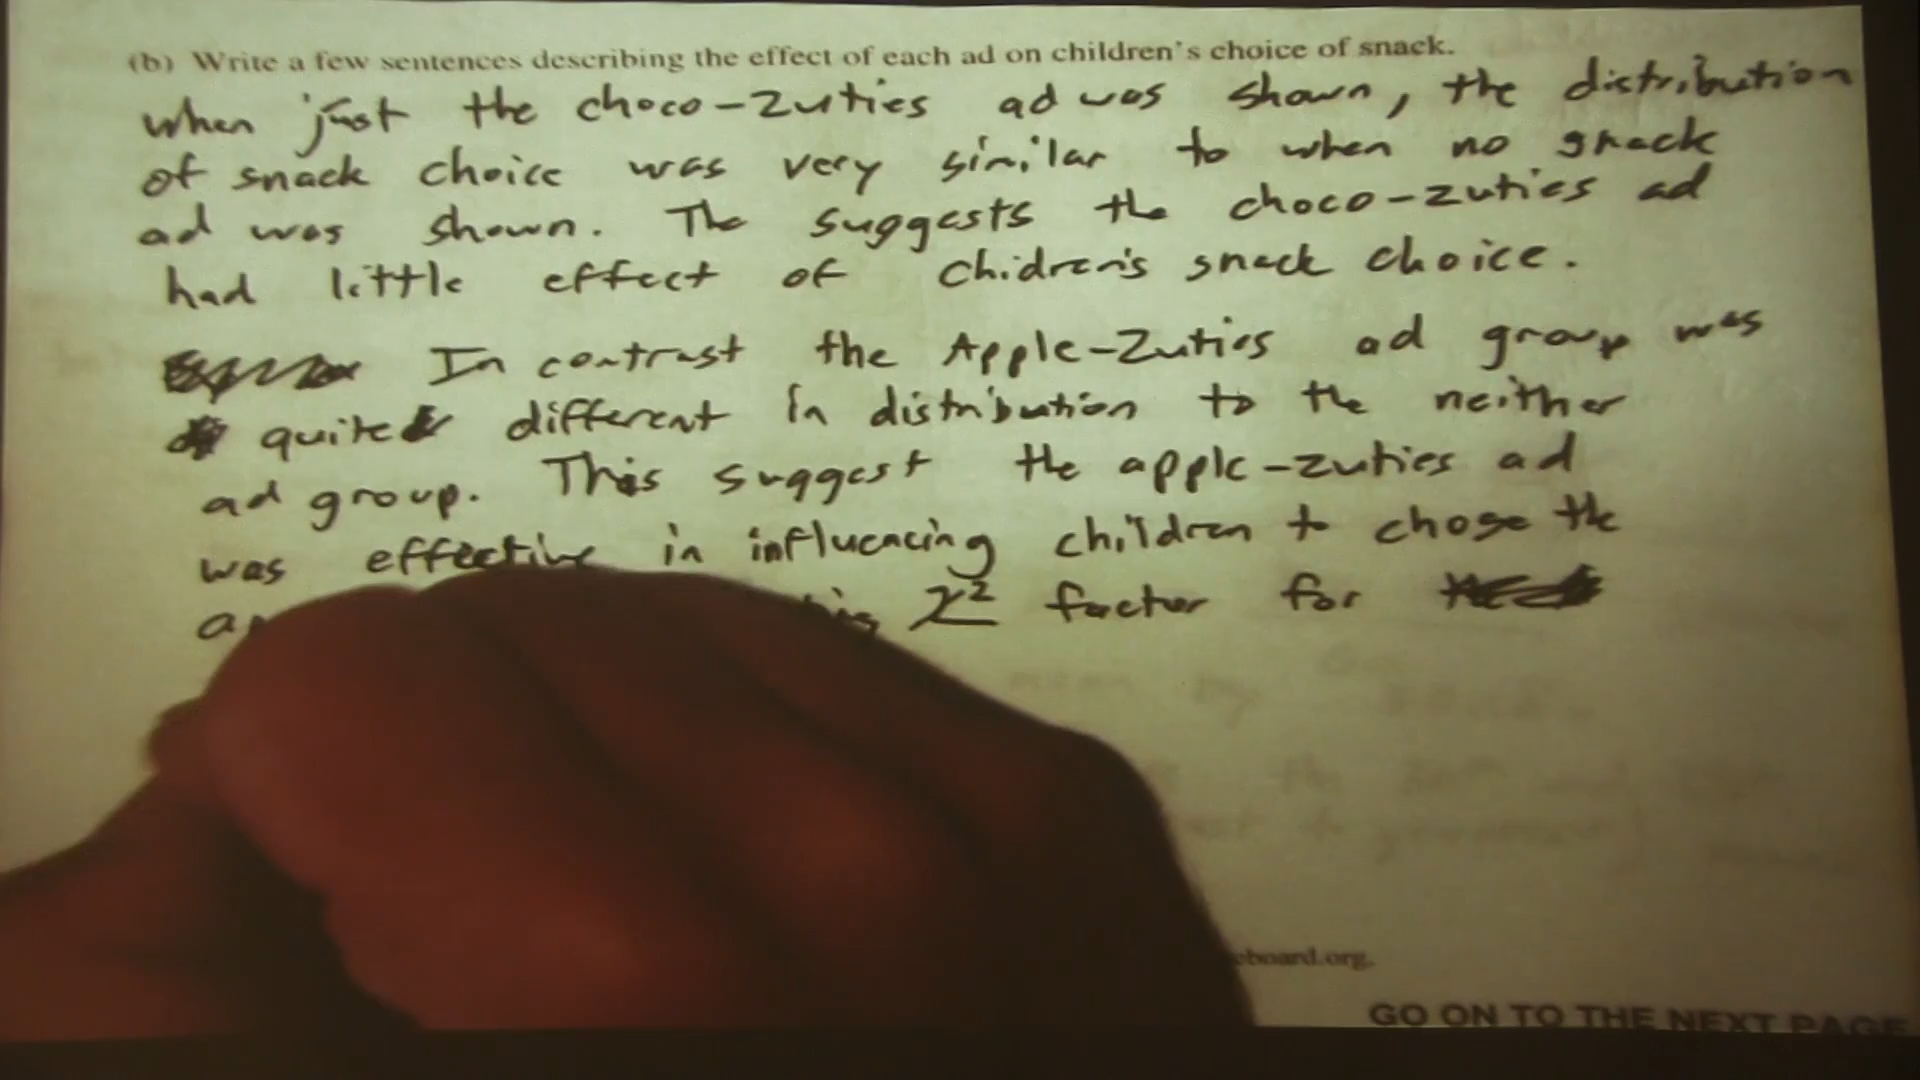 (b) Write a few sentences describing the effect of each ad on children's choice of snack.
When just the choco-Zuties ad was shown, the distribution
of snack choice was very similar to when no snack
ad was shown. The suggests the choco-zuties ad
had little effect of Chidren's snack choice.
In contrast the Apple-Zuties ad group was
quite different in distribution to the neither
ad group. This suggest the apple-zuties ad
was effective in influencing children to chose the
χ² factor for
eboard.org.
GO ON TO THE NEXT PAGE